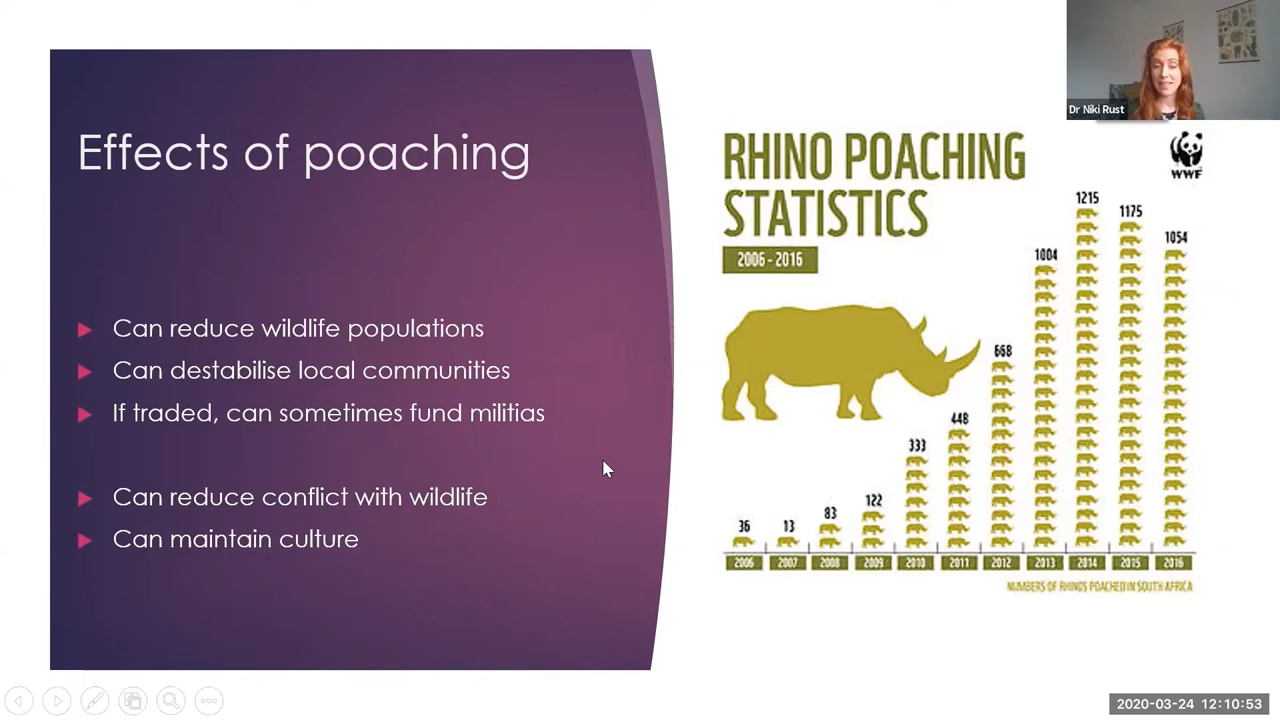 Effects of poaching
Can reduce wildlife populations
Can destabilise local communities
If traded, can sometimes fund militias
Can reduce conflict with wildlife
Can maintain culture
Dr Niki Rust
RHINO POACHING
STATISTICS
2006 - 2016
WWF
36
13
83
122
333
448
668
1004
1215
1175
1054
2006 2007 2008 2009 2010 2011 2012 2013 2014 2015 2016
NUMBERS OF RHINOS POACHED IN SOUTH AFRICA
2020-03-24 12:10:53